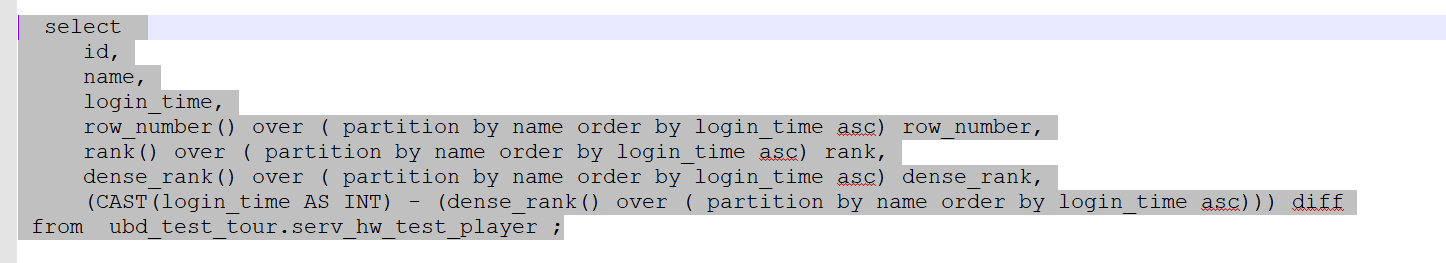 select
id,
name,
login_time,
row_number() over ( partition by name order by login_time asc) row_number,
rank() over ( partition by name order by login_time asc) rank,
dense_rank() over ( partition by name order by login_time asc) dense_rank,
(CAST(login_time AS INT) - (dense_rank() over ( partition by name order by login_time asc))) diff
from  ubd_test_tour.serv_hw_test_player ;